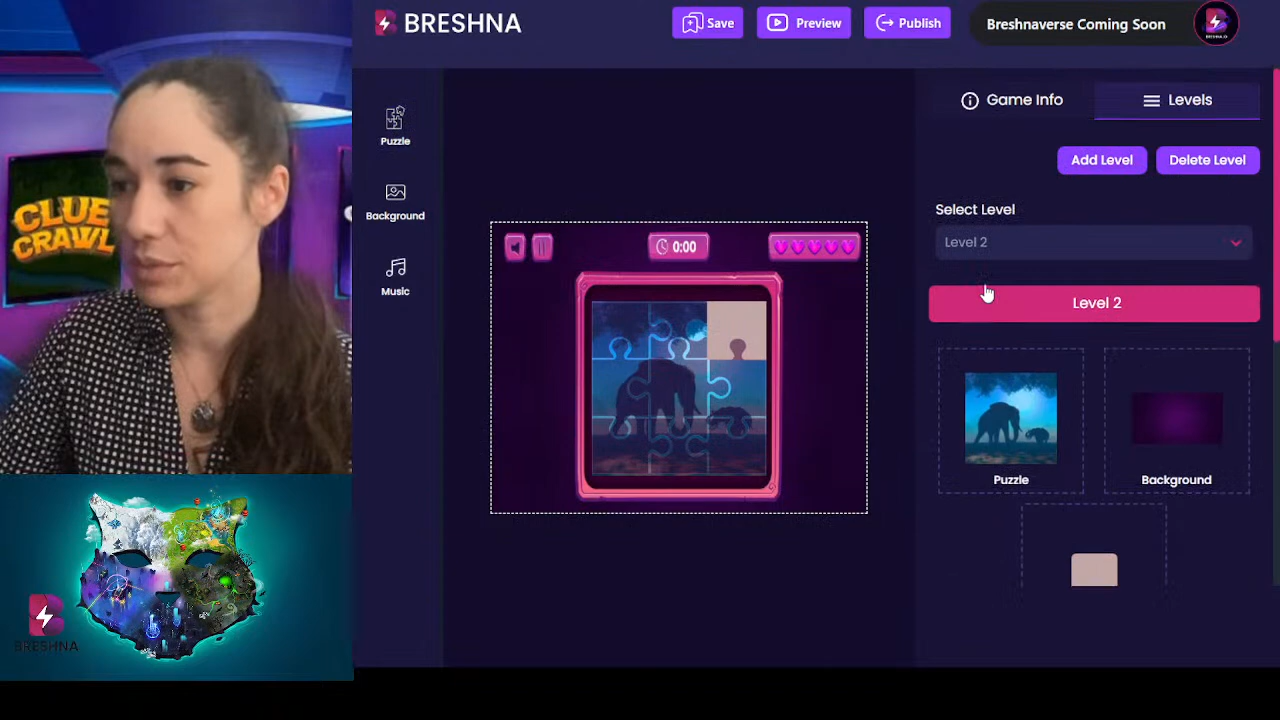 BRESHNA
Save
Preview
Publish
Breshnaverse Coming Soon
BRESHNA
Puzzle
Background
Music
Game Info
Levels
Add Level
Delete Level
Select Level
Level 2
Level 2
0:00
Puzzle
Background
CLUE
CRAWL
BRESHNA